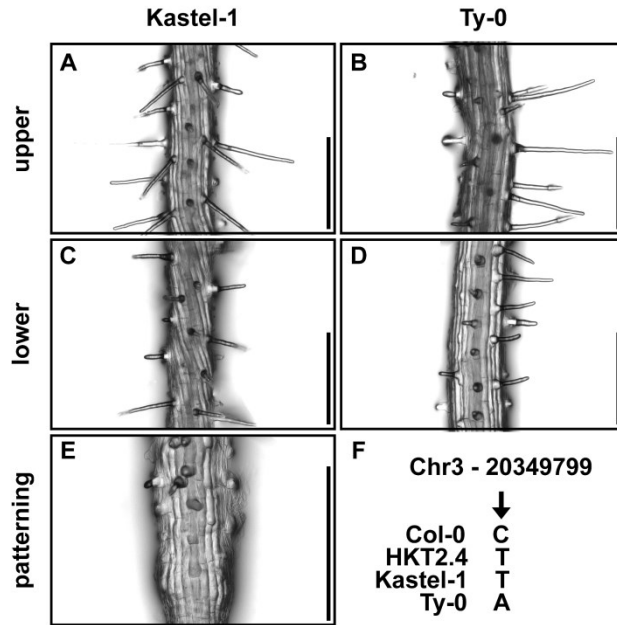 Kastel-1 Ty-0
upper
A
B
lower
C
D
patterning
E
F
Chr3 - 20349799
Col-0 C
HKT2.4 T
Kastel-1 T
Ty-0 A